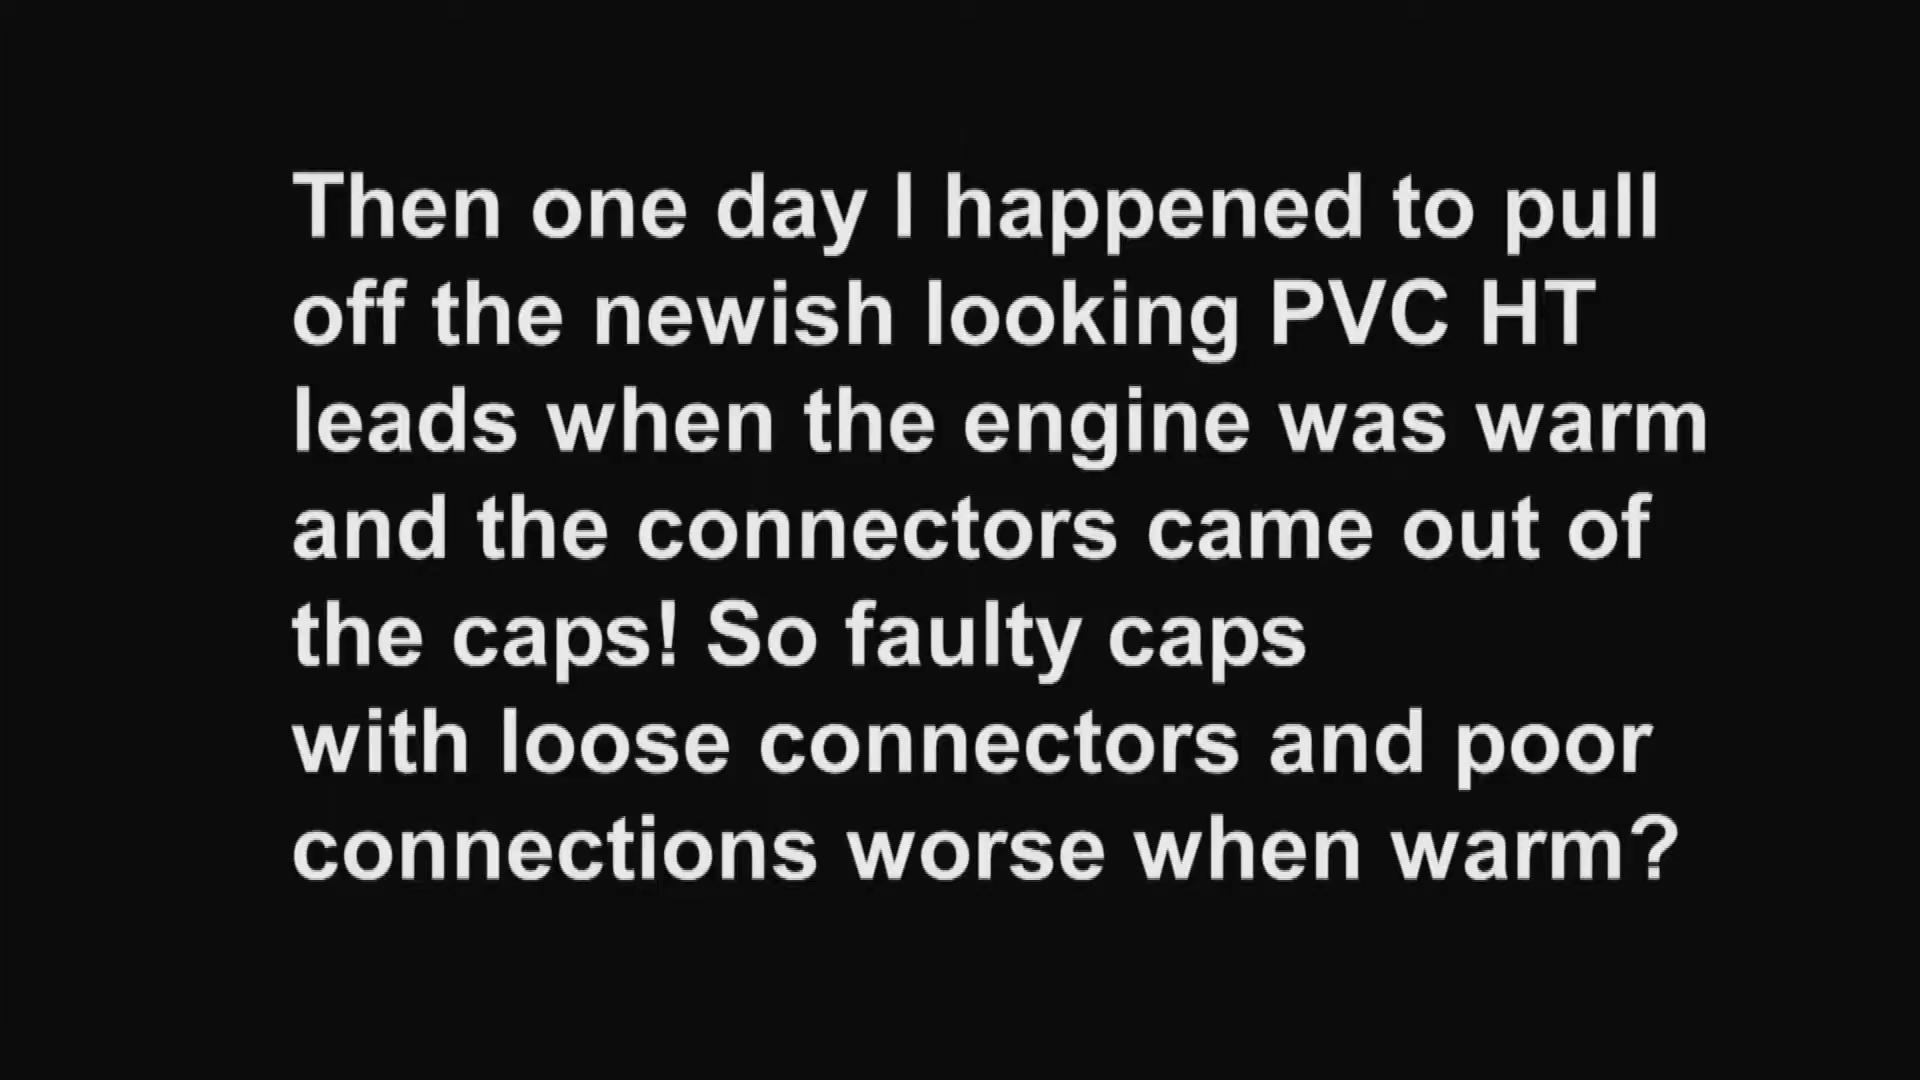 Then one day I happened to pull
off the newish looking PVC HT
leads when the engine was warm
and the connectors came out of
the caps! So faulty caps
with loose connectors and poor
connections worse when warm?